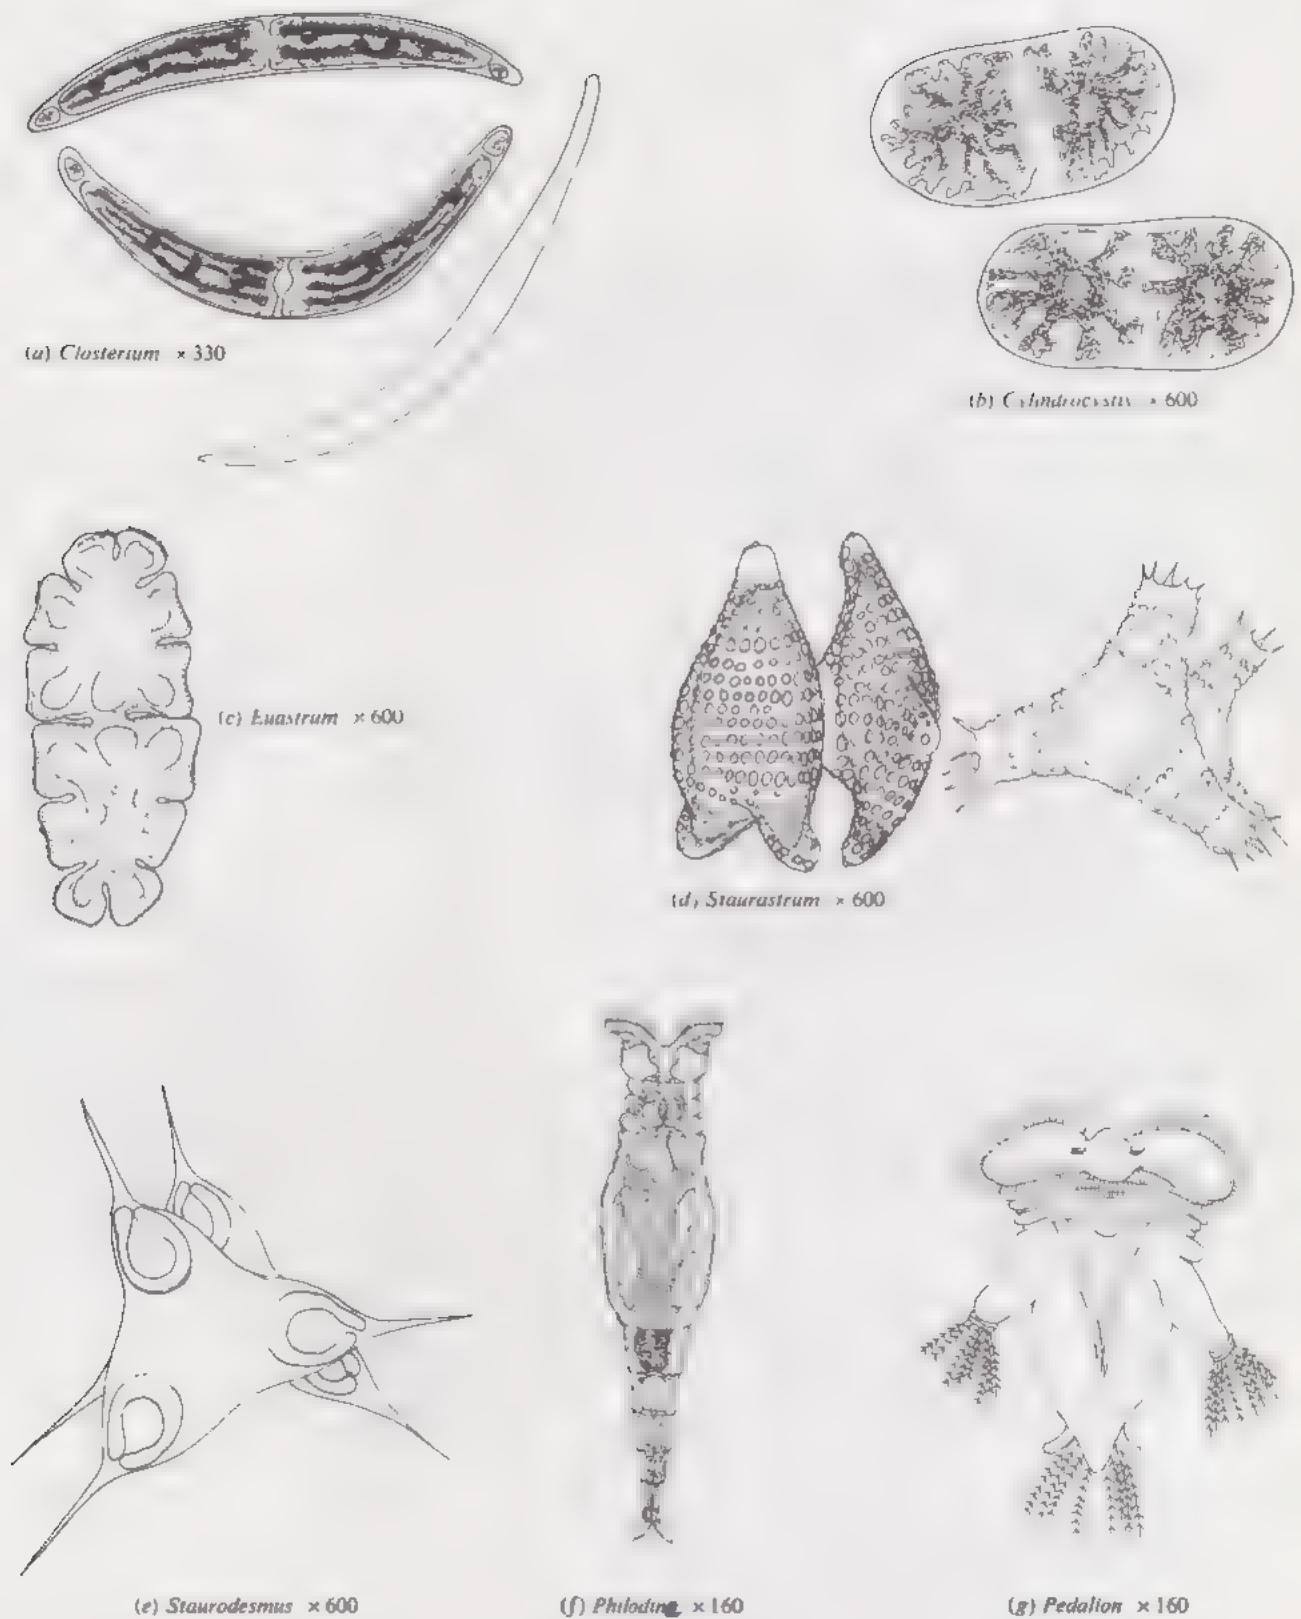 (a) Closterium × 330
(b) Cylindrocystis × 600
(c) Euastrum × 600
(d) Staurastrum × 600
(e) Staurodesmus × 600
(f) Philodina × 160
(g) Pedalion × 160